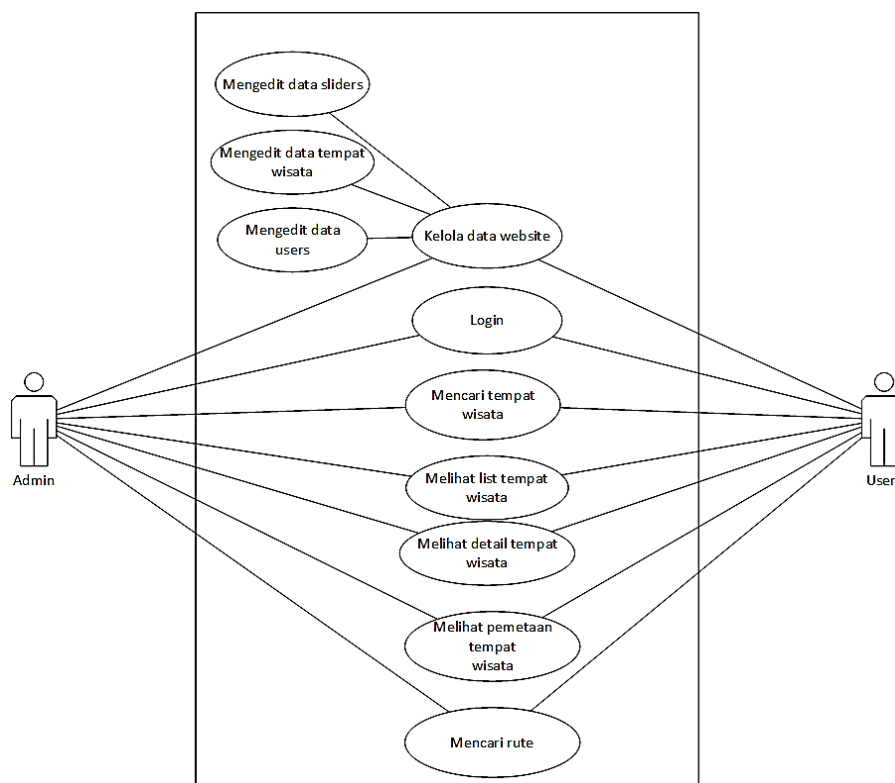 Mengedit data sliders
Mengedit data tempat
wisata
Mengedit data
users
Kelola data website
Login
Mencari tempat
wisata
Admin
User
Melihat list tempat
wisata
Melihat detail tempat
wisata
Melihat pemetaan
tempat
wisata
Mencari rute